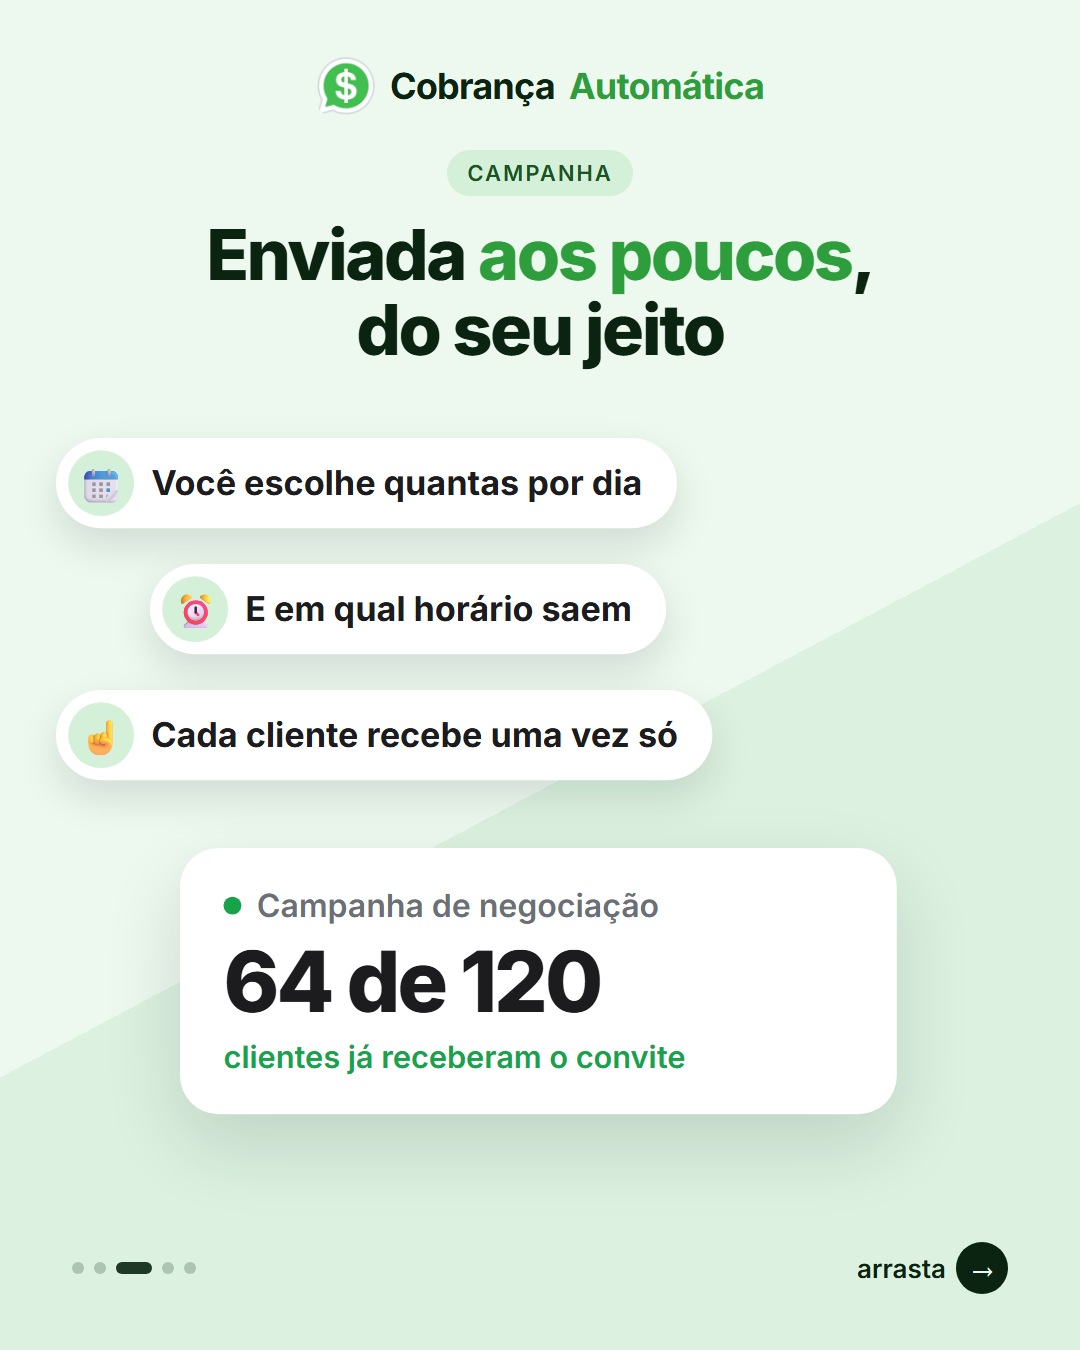 Cobrança Automática
CAMPANHA
Enviada aos poucos,
do seu jeito
Você escolhe quantas por dia
E em qual horário saem
Cada cliente recebe uma vez só
Campanha de negociação
64 de 120
clientes já receberam o convite
arrasta →